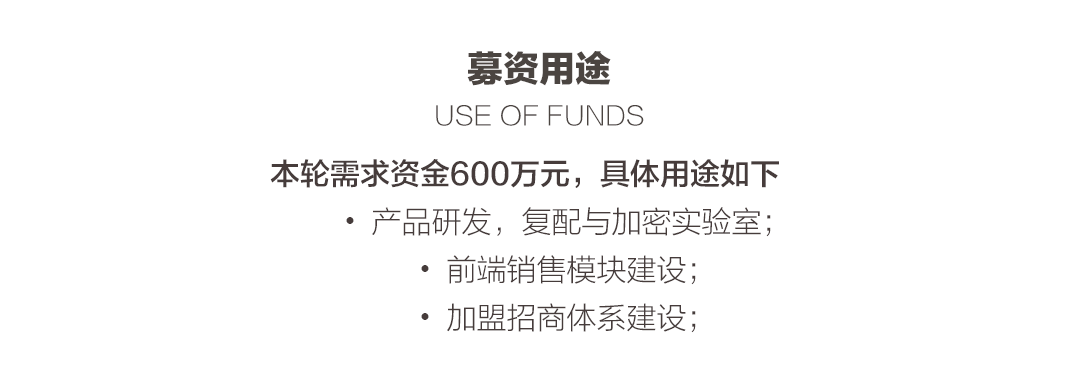 募资用途
USE OF FUNDS
本轮需求资金600万元，具体用途如下
• 产品研发，复配与加密实验室；
• 前端销售模块建设；
• 加盟招商体系建设；